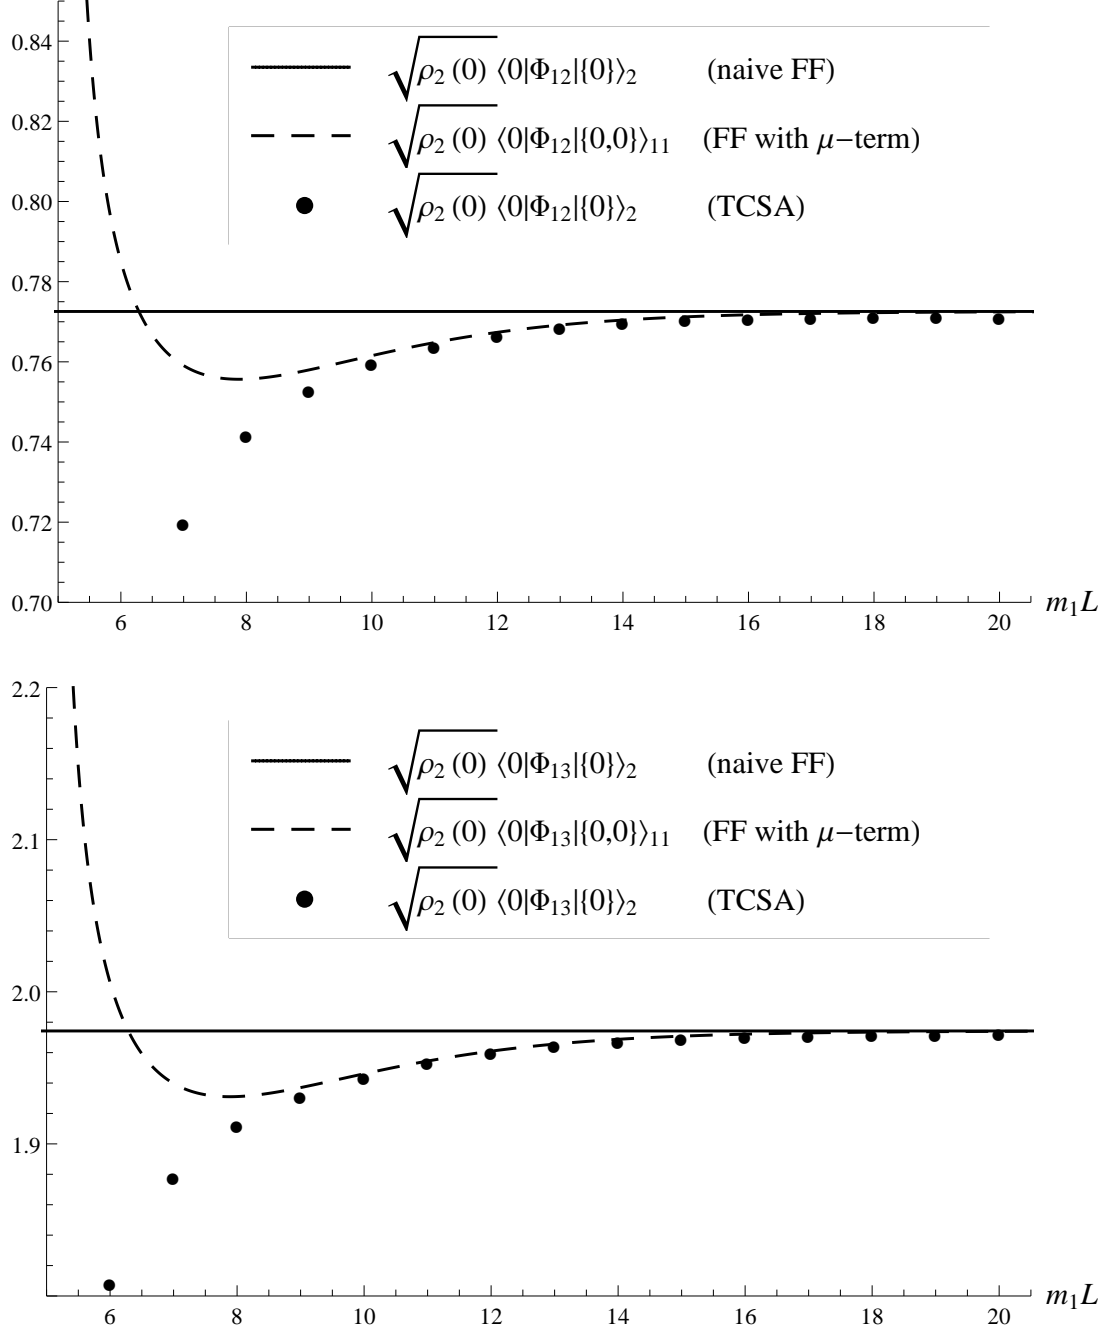 0.84
0.82
0.80
0.78
0.76
0.74
0.72
0.70
√ρ₂(0) ⟨0|Φ₁₂|{0}⟩₂ (naive FF)
√ρ₂(0) ⟨0|Φ₁₂|{0,0}⟩₁₁ (FF with μ−term)
√ρ₂(0) ⟨0|Φ₁₂|{0}⟩₂ (TCSA)
6 8 10 12 14 16 18 20
m₁L
2.2
2.1
2.0
1.9
√ρ₂(0) ⟨0|Φ₁₃|{0}⟩₂ (naive FF)
√ρ₂(0) ⟨0|Φ₁₃|{0,0}⟩₁₁ (FF with μ−term)
√ρ₂(0) ⟨0|Φ₁₃|{0}⟩₂ (TCSA)
6 8 10 12 14 16 18 20
m₁L